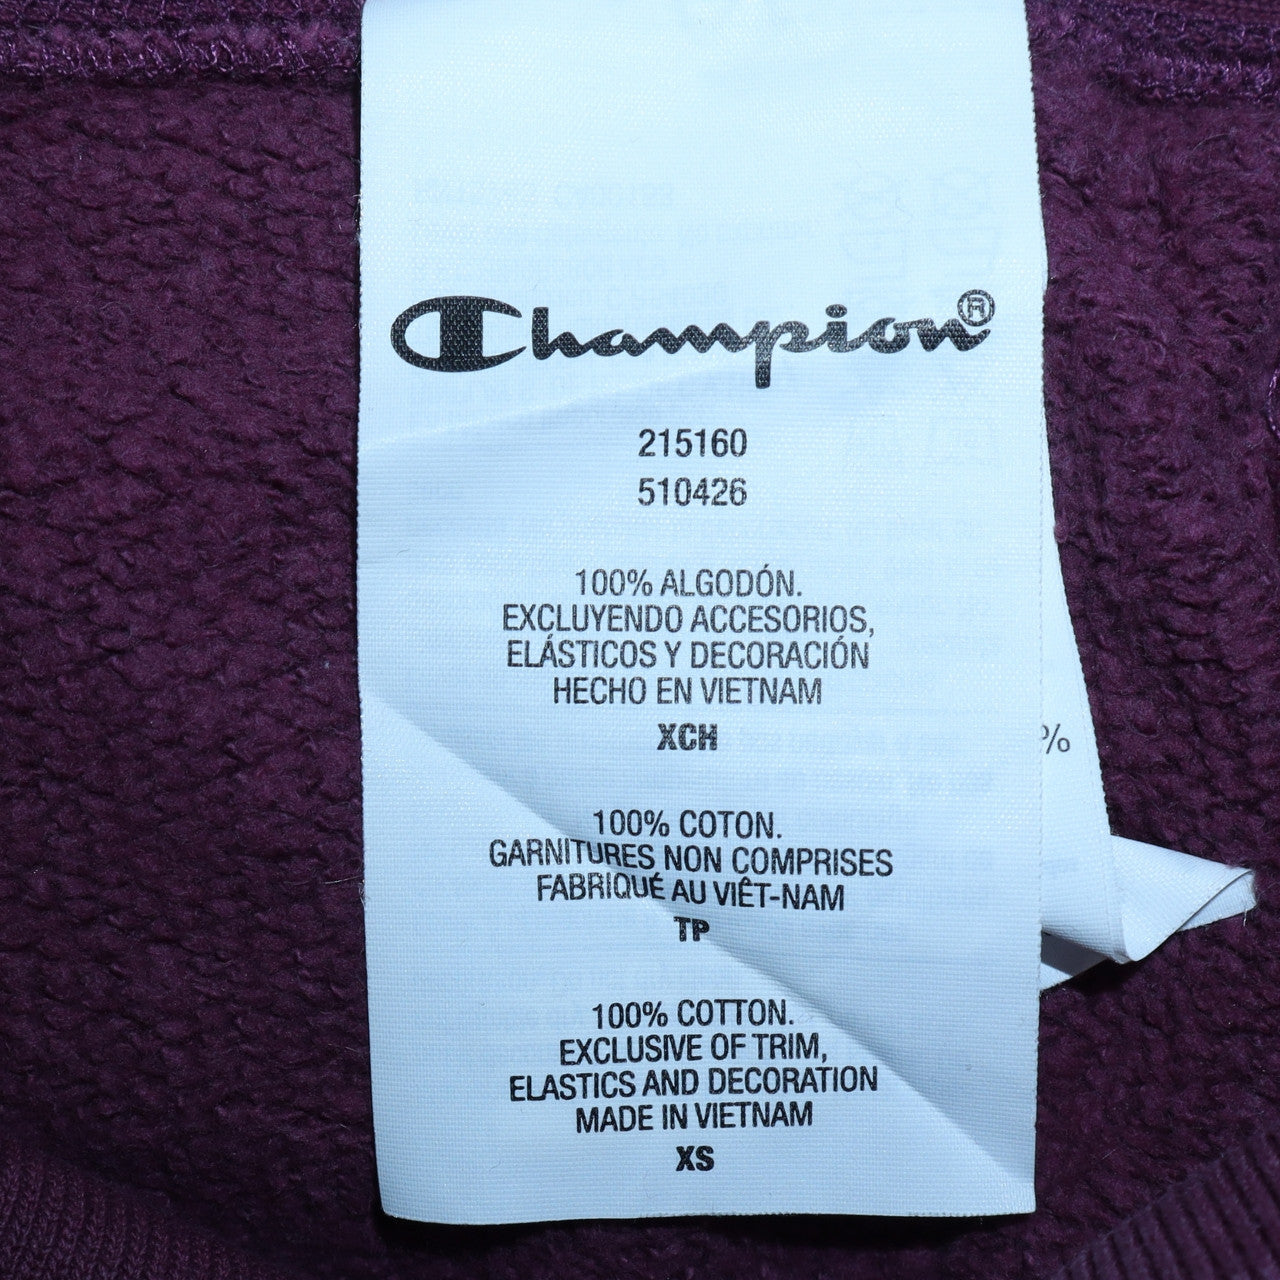 Champion®
215160
510426
100% ALGODÓN.
EXCLUYENDO ACCESORIOS,
ELÁSTICOS Y DECORACIÓN
HECHO EN VIETNAM
XCH
%
100% COTON.
GARNITURES NON COMPRISES
FABRIQUÉ AU VIÊT-NAM
TP
100% COTTON.
EXCLUSIVE OF TRIM,
ELASTICS AND DECORATION
MADE IN VIETNAM
XS